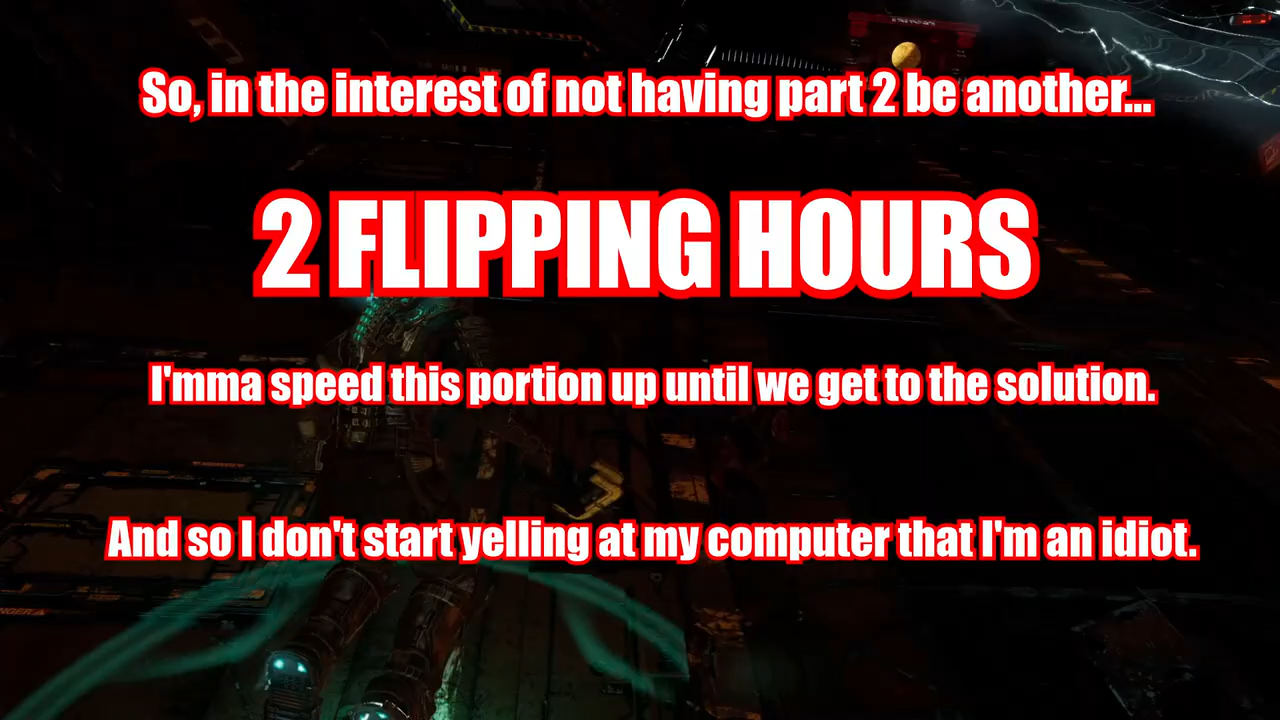 So, in the interest of not having part 2 be another...
2 FLIPPING HOURS
I'mma speed this portion up until we get to the solution.
And so I don't start yelling at my computer that I'm an idiot.